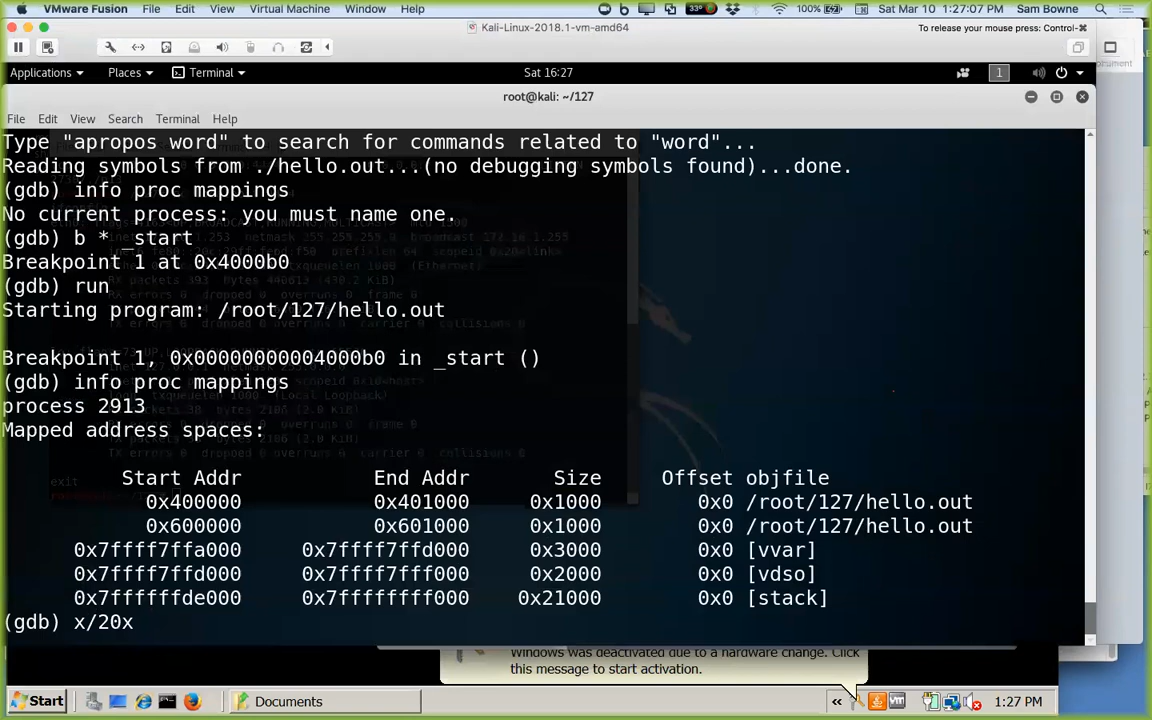 VMware Fusion File Edit View Virtual Machine Window Help 33° 100% Sat Mar 10 1:27:07 PM Sam Bowne
Kali-Linux-2018.1-vm-amd64
To release your mouse press: Control-⌘
Applications Places Terminal Sat 16:27 1
root@kali: ~/127
File Edit View Search Terminal Help
Type "apropos word" to search for commands related to "word"...
Reading symbols from ./hello.out...(no debugging symbols found)...done.
(gdb) info proc mappings
No current process: you must name one.
(gdb) b * _start
Breakpoint 1 at 0x4000b0
(gdb) run
Starting program: /root/127/hello.out
Breakpoint 1, 0x00000000004000b0 in _start ()
(gdb) info proc mappings
process 2913
Mapped address spaces:
Start Addr End Addr Size Offset objfile
0x400000 0x401000 0x1000 0x0 /root/127/hello.out
0x600000 0x601000 0x1000 0x0 /root/127/hello.out
0x7ffff7ffa000 0x7ffff7ffd000 0x3000 0x0 [vvar]
0x7ffff7ffd000 0x7ffff7fff000 0x2000 0x0 [vdso]
0x7ffffffde000 0x7ffffffff000 0x21000 0x0 [stack]
(gdb) x/20x
Windows was deactivated due to a hardware change. Click
this message to start activation.
Start Documents « 1:27 PM